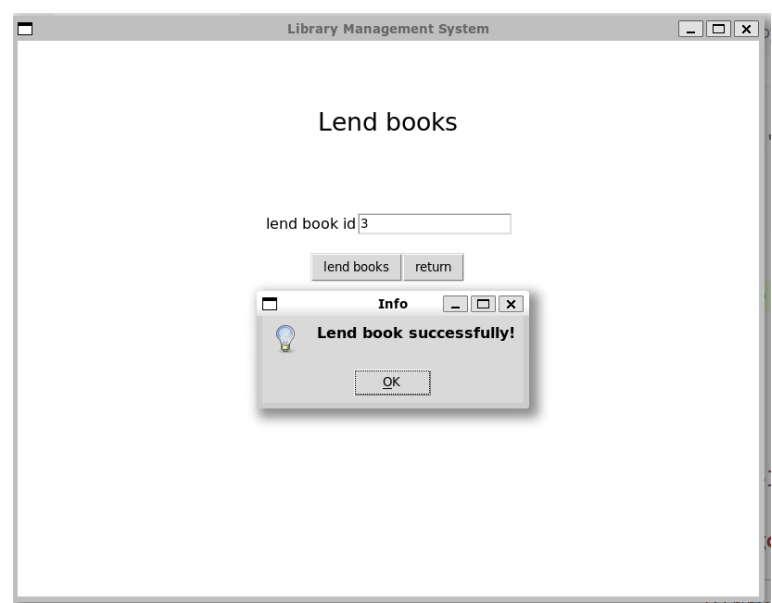 Library Management System
Lend books
lend book id 3
lend books return
Info
Lend book successfully!
OK